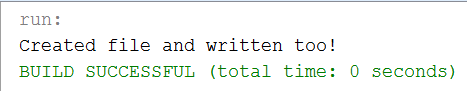 run:
Created file and written too!
BUILD SUCCESSFUL (total time: 0 seconds)